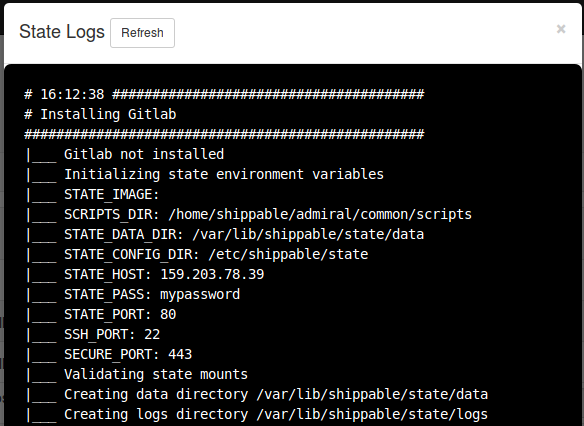 State Logs Refresh ×
# 16:12:38 #######################################
# Installing Gitlab
##################################################
|___ Gitlab not installed
|___ Initializing state environment variables
|___ STATE_IMAGE:
|___ SCRIPTS_DIR: /home/shippable/admiral/common/scripts
|___ STATE_DATA_DIR: /var/lib/shippable/state/data
|___ STATE_CONFIG_DIR: /etc/shippable/state
|___ STATE_HOST: 159.203.78.39
|___ STATE_PASS: mypassword
|___ STATE_PORT: 80
|___ SSH_PORT: 22
|___ SECURE_PORT: 443
|___ Validating state mounts
|___ Creating data directory /var/lib/shippable/state/data
|___ Creating logs directory /var/lib/shippable/state/logs